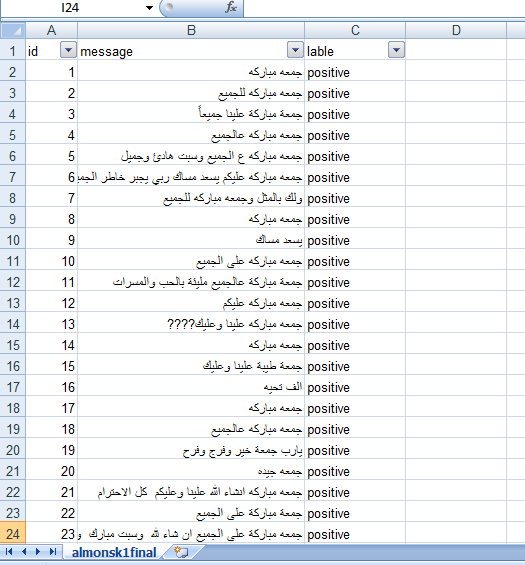 I24 fx
A B C D
1 id message lable
2 1 جمعه مباركه positive
3 2 جمعه مباركه للجميع positive
4 3 جمعة مباركة علينا جميعاً positive
5 4 جمعه مباركه عالجميع positive
6 5 جمعه مباركه ع الجميع وسبت هادئ وجميل positive
7 6 جمعه مباركه عليكم يسعد مساك ربي يجبر خاطر الجمي positive
8 7 ولك بالمثل وجمعه مباركه للجميع positive
9 8 جمعه مباركه positive
10 9 يسعد مساك positive
11 10 جمعه مباركه على الجميع positive
12 11 جمعة مباركة عالجميع مليئة بالحب والمسرات positive
13 12 جمعه مباركه عليكم positive
14 13 جمعه مباركه علينا وعليك???? positive
15 14 جمعه مباركه positive
16 15 جمعة طيبة علينا وعليك positive
17 16 الف تحيه positive
18 17 جمعه مباركه positive
19 18 جمعه مباركه عالجميع positive
20 19 يارب جمعة خير وفرج وفرح positive
21 20 جمعه جيده positive
22 21 جمعه مباركه انشاء الله علينا وعليكم كل الاحترام positive
23 22 جمعة مباركة على الجميع positive
24 23 جمعه مباركة على الجميع ان شاء لله وسبت مبارك و positive
almonsk1final